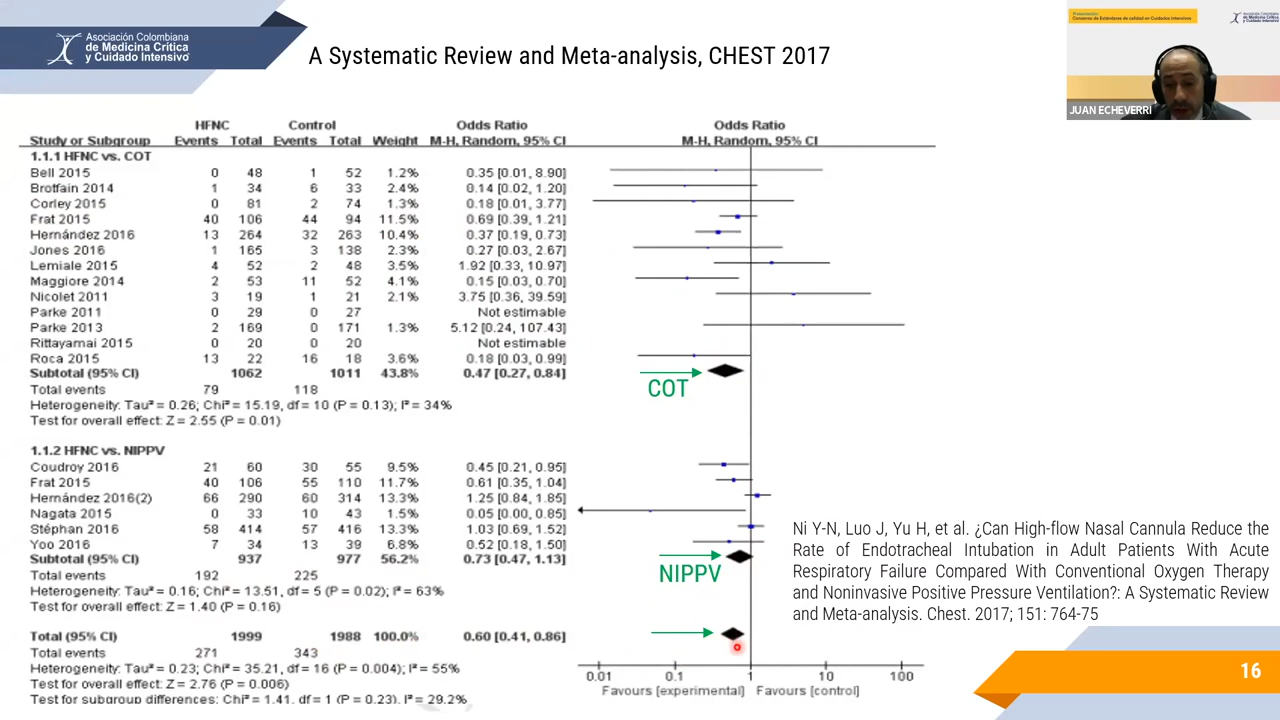 Asociación Colombiana
de Medicina Crítica
y Cuidado Intensivo
A Systematic Review and Meta-analysis, CHEST 2017
Presentación:
Consenso de Estándares de calidad en Cuidados Intensivos
JUAN ECHEVERRI
HFNC Control Odds Ratio Odds Ratio
Study or Subgroup Events Total Events Total Weight M-H, Random, 95% CI M-H, Random, 95% CI
1.1.1 HFNC vs. COT
Bell 2015 0 48 1 52 1.2% 0.35 [0.01, 8.90]
Broffain 2014 1 34 6 33 2.4% 0.14 [0.02, 1.20]
Corley 2015 0 81 2 74 1.3% 0.18 [0.01, 3.77]
Frat 2015 40 106 44 94 11.5% 0.69 [0.39, 1.21]
Hernández 2016 13 264 32 263 10.4% 0.37 [0.19, 0.73]
Jones 2016 1 165 3 138 2.3% 0.27 [0.03, 2.67]
Lemiale 2015 4 52 2 48 3.5% 1.92 [0.33, 10.97]
Maggiore 2014 2 53 11 52 4.1% 0.15 [0.03, 0.70]
Nicolet 2011 3 19 1 21 2.1% 3.75 [0.36, 39.59]
Parke 2011 0 29 0 27 Not estimable
Parke 2013 2 169 0 171 1.3% 5.12 [0.24, 107.43]
Rittayamai 2015 0 20 0 20 Not estimable
Roca 2015 13 22 16 18 3.6% 0.18 [0.03, 0.99]
Subtotal (95% CI) 1062 1011 43.8% 0.47 [0.27, 0.84]
COT
Total events 79 118
Heterogeneity: Tau² = 0.26; Chi² = 15.19, df = 10 (P = 0.13); I² = 34%
Test for overall effect: Z = 2.55 (P = 0.01)
1.1.2 HFNC vs. NIPPV
Coudroy 2016 21 60 30 55 9.5% 0.45 [0.21, 0.95]
Frat 2015 40 106 55 110 11.7% 0.61 [0.35, 1.04]
Hernández 2016(2) 66 290 60 314 13.3% 1.25 [0.84, 1.85]
Nagata 2015 0 33 10 43 1.5% 0.05 [0.00, 0.85]
Stéphan 2016 58 414 57 416 13.3% 1.03 [0.69, 1.52]
Yoo 2016 7 34 13 39 6.8% 0.52 [0.18, 1.50]
Subtotal (95% CI) 937 977 56.2% 0.73 [0.47, 1.13]
NIPPV
Total events 192 225
Heterogeneity: Tau² = 0.16; Chi² = 13.51, df = 5 (P = 0.02); I² = 63%
Test for overall effect: Z = 1.40 (P = 0.16)
Total (95% CI) 1999 1988 100.0% 0.60 [0.41, 0.86]
Total events 271 343
Heterogeneity: Tau² = 0.23; Chi² = 35.21, df = 16 (P = 0.004); I² = 55%
Test for overall effect: Z = 2.76 (P = 0.006)
Test for subgroup differences: Chi² = 1.41, df = 1 (P = 0.23), I² = 29.2%
0.01 0.1 1 10 100
Favours [experimental] Favours [control]
Ni Y-N, Luo J, Yu H, et al. ¿Can High-flow Nasal Cannula Reduce the
Rate of Endotracheal Intubation in Adult Patients With Acute
Respiratory Failure Compared With Conventional Oxygen Therapy
and Noninvasive Positive Pressure Ventilation?: A Systematic Review
and Meta-analysis. Chest. 2017; 151: 764-75
16